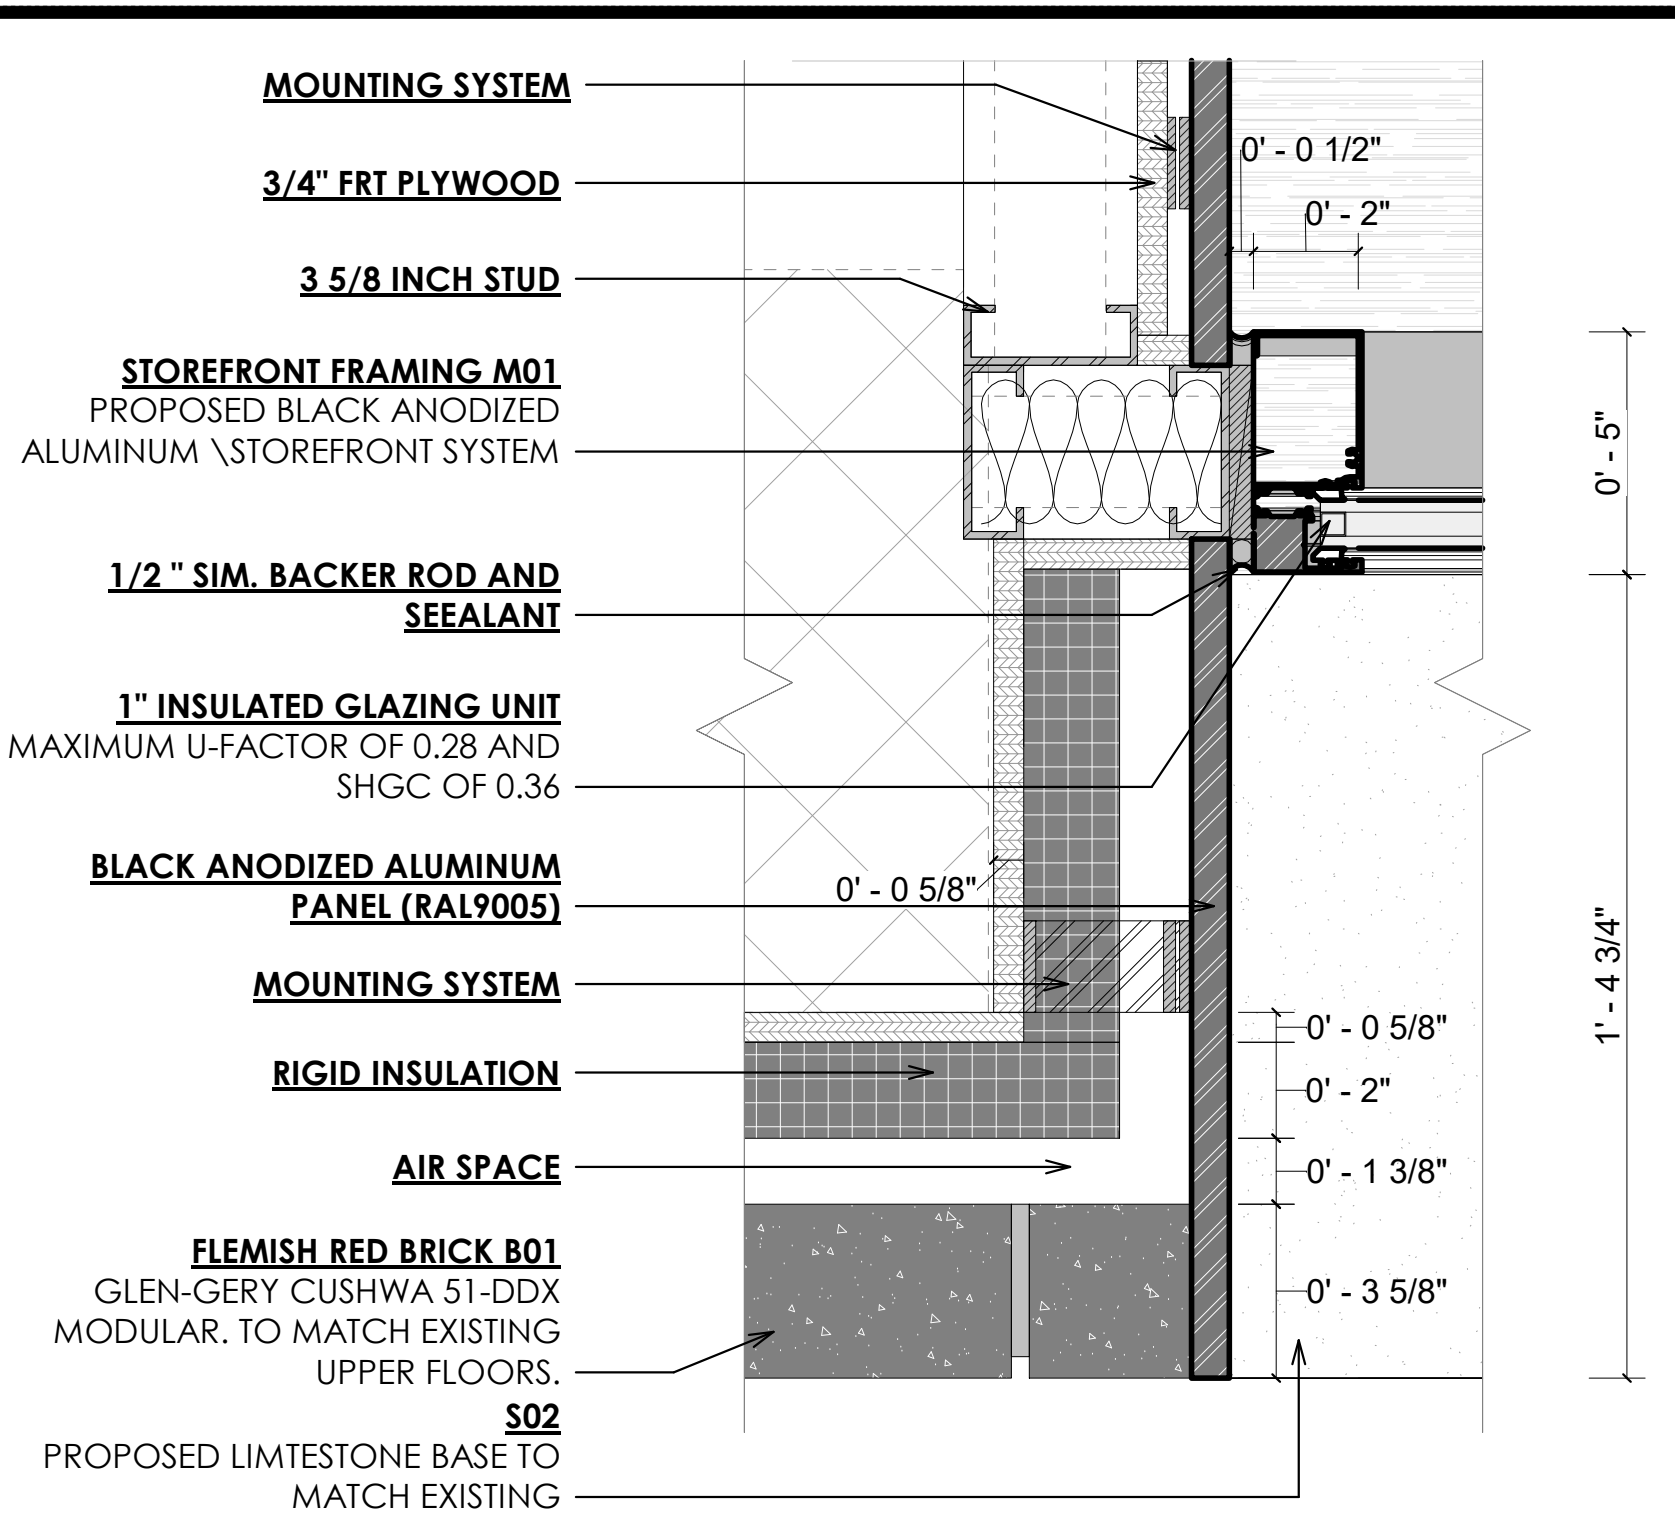 MOUNTING SYSTEM
3/4" FRT PLYWOOD
3 5/8 INCH STUD
STOREFRONT FRAMING M01
PROPOSED BLACK ANODIZED
ALUMINUM \STOREFRONT SYSTEM
1/2 " SIM. BACKER ROD AND
SEEALANT
1" INSULATED GLAZING UNIT
MAXIMUM U-FACTOR OF 0.28 AND
SHGC OF 0.36
BLACK ANODIZED ALUMINUM
PANEL (RAL9005)
MOUNTING SYSTEM
RIGID INSULATION
AIR SPACE
FLEMISH RED BRICK B01
GLEN-GERY CUSHWA 51-DDX
MODULAR. TO MATCH EXISTING
UPPER FLOORS.
S02
PROPOSED LIMTESTONE BASE TO
MATCH EXISTING
0' - 0 1/2"
0' - 2"
0' - 5"
0' - 0 5/8"
1' - 4 3/4"
0' - 0 5/8"
0' - 2"
0' - 1 3/8"
0' - 3 5/8"